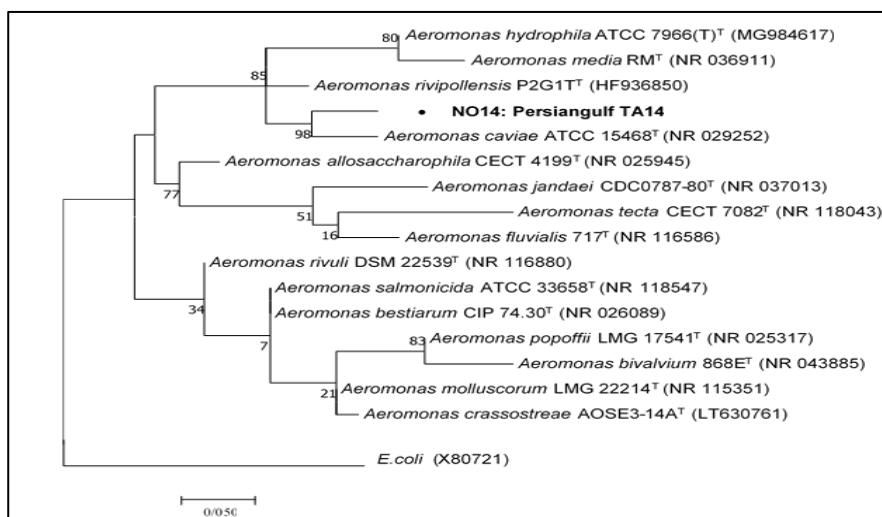 80 Aeromonas hydrophila ATCC 7966(T)ᵀ (MG984617)
Aeromonas media RMᵀ (NR 036911)
85
Aeromonas rivipollensis P2G1Tᵀ (HF936850)
• NO14: Persiangulf TA14
98 Aeromonas caviae ATCC 15468ᵀ (NR 029252)
Aeromonas allosaccharophila CECT 4199ᵀ (NR 025945)
77
Aeromonas jandaei CDC0787-80ᵀ (NR 037013)
51
Aeromonas tecta CECT 7082ᵀ (NR 118043)
16 Aeromonas fluvialis 717ᵀ (NR 116586)
Aeromonas rivuli DSM 22539ᵀ (NR 116880)
Aeromonas salmonicida ATCC 33658ᵀ (NR 118547)
34
Aeromonas bestiarum CIP 74.30ᵀ (NR 026089)
7 83 Aeromonas popoffii LMG 17541ᵀ (NR 025317)
Aeromonas bivalvium 868Eᵀ (NR 043885)
21 Aeromonas molluscorum LMG 22214ᵀ (NR 115351)
Aeromonas crassostreae AOSE3-14Aᵀ (LT630761)
E.coli (X80721)
0/050